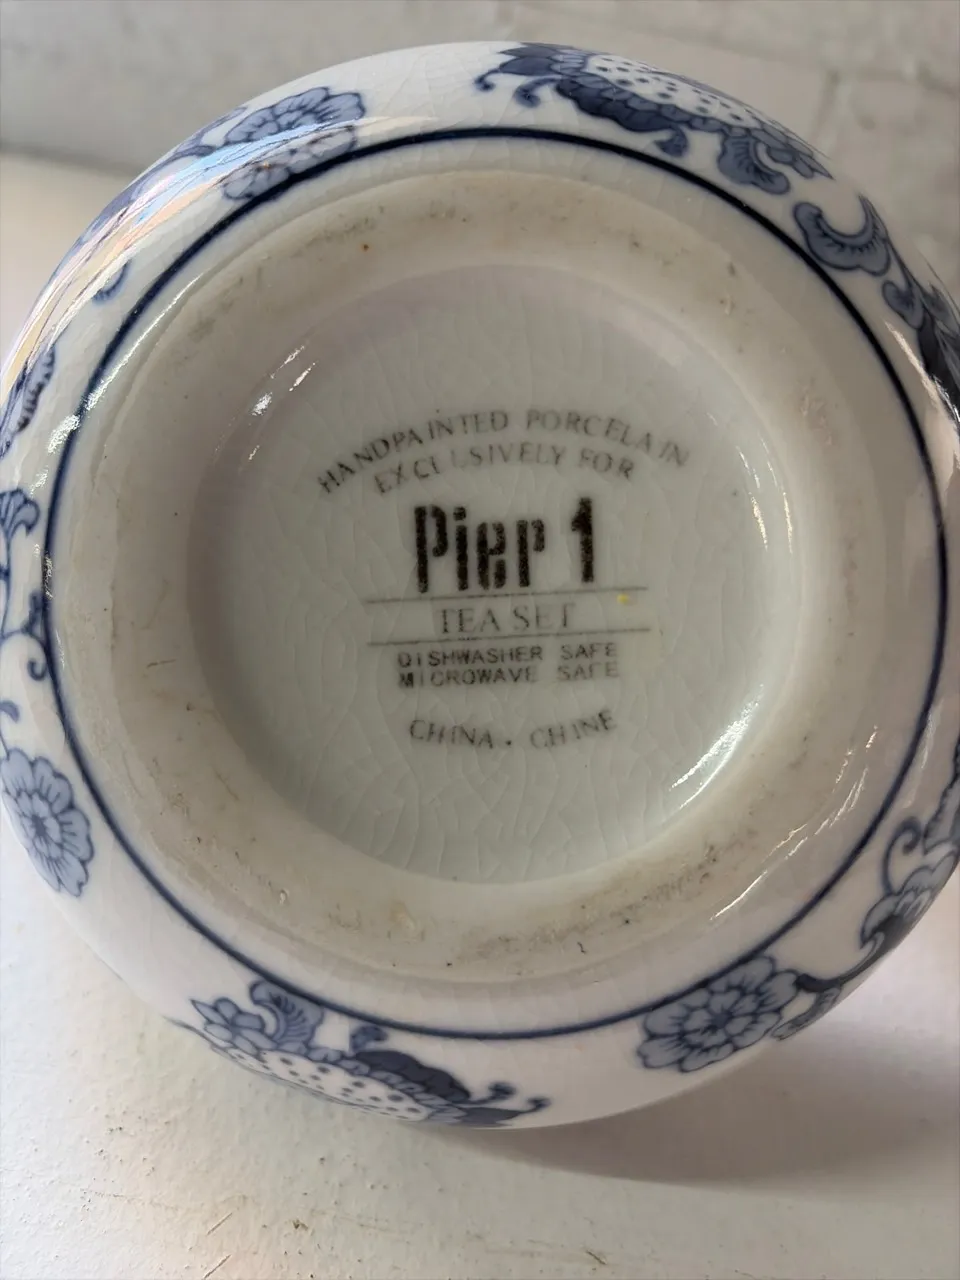 HANDPAINTED PORCELAIN
EXCLUSIVELY FOR
Pier 1
TEA SET
DISHWASHER SAFE
MICROWAVE SAFE
CHINA. CHINE